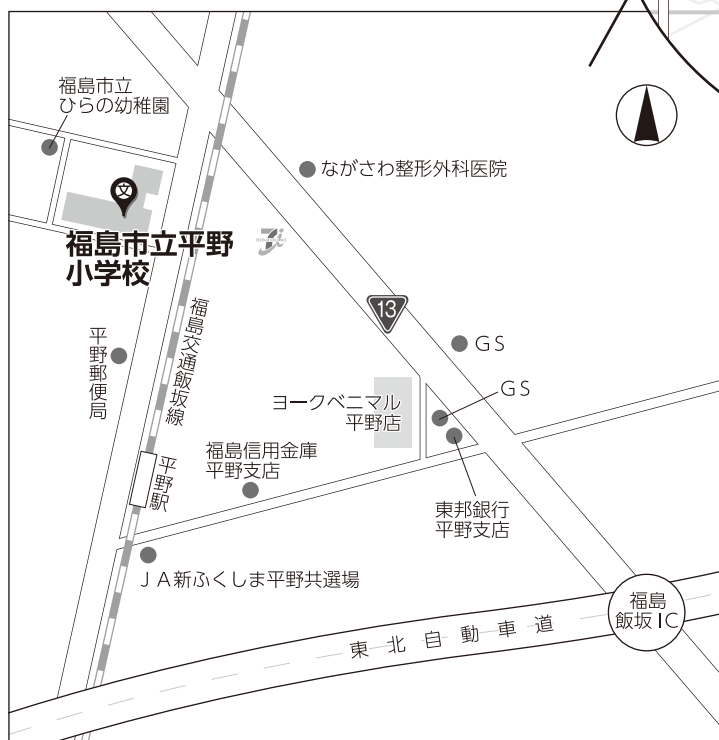 福島市立
ひらの幼稚園
文
ながさわ整形外科医院
福島市立平野
小学校
13
福島交通飯坂線
平野郵便局
GS
GS
ヨークベニマル
平野店
福島信用金庫
平野支店
平野駅
東邦銀行
平野支店
JA新ふくしま平野共選場
福島
飯坂IC
東北自動車道